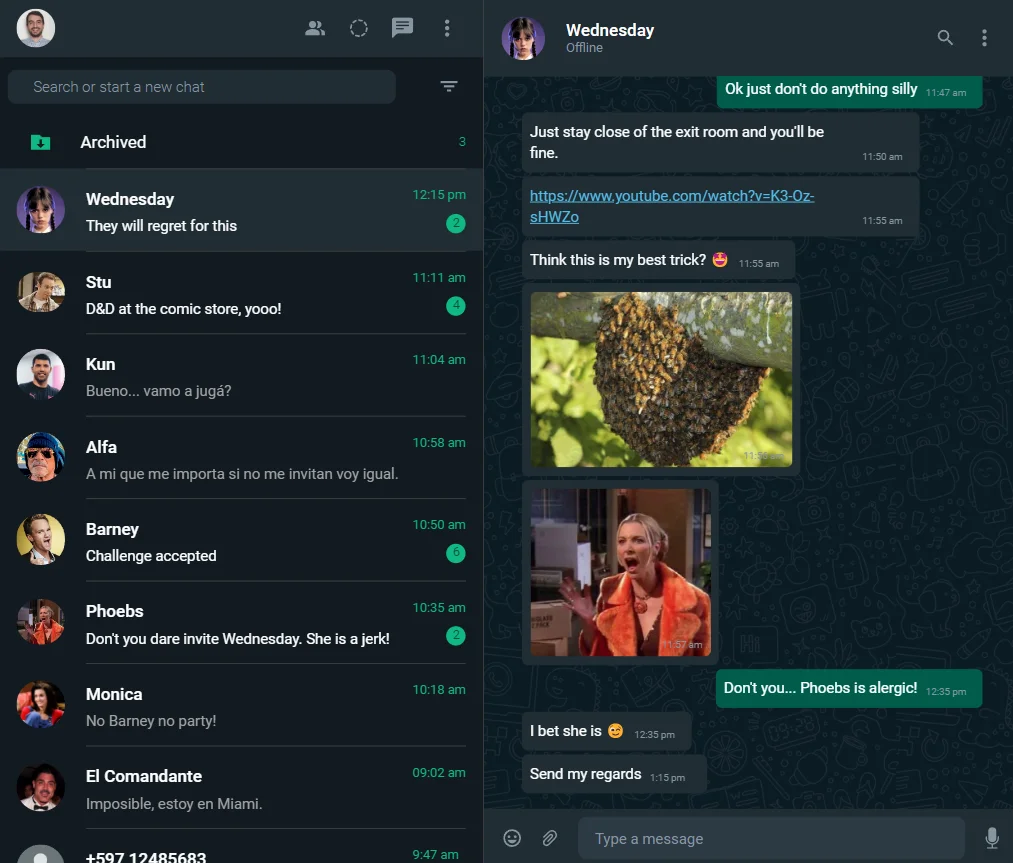 Search or start a new chat
Archived
3
Wednesday
12:15 pm
They will regret for this
2
Stu
11:11 am
D&D at the comic store, yooo!
4
Kun
11:04 am
Bueno... vamo a jugá?
Alfa
10:58 am
A mi que me importa si no me invitan voy igual.
Barney
10:50 am
Challenge accepted
6
Phoebs
10:35 am
Don't you dare invite Wednesday. She is a jerk!
2
Monica
10:18 am
No Barney no party!
El Comandante
09:02 am
Imposible, estoy en Miami.
+597 12485683
9:47 am
Wednesday
Offline
Ok just don't do anything silly
11:47 am
Just stay close of the exit room and you'll be
fine.
11:50 am
https://www.youtube.com/watch?v=K3-Oz-
sHWZo
11:55 am
Think this is my best trick? 🤩
11:55 am
11:57 am
Don't you... Phoebs is alergic!
12:35 pm
I bet she is 😊
12:35 pm
Send my regards
1:15 pm
Type a message